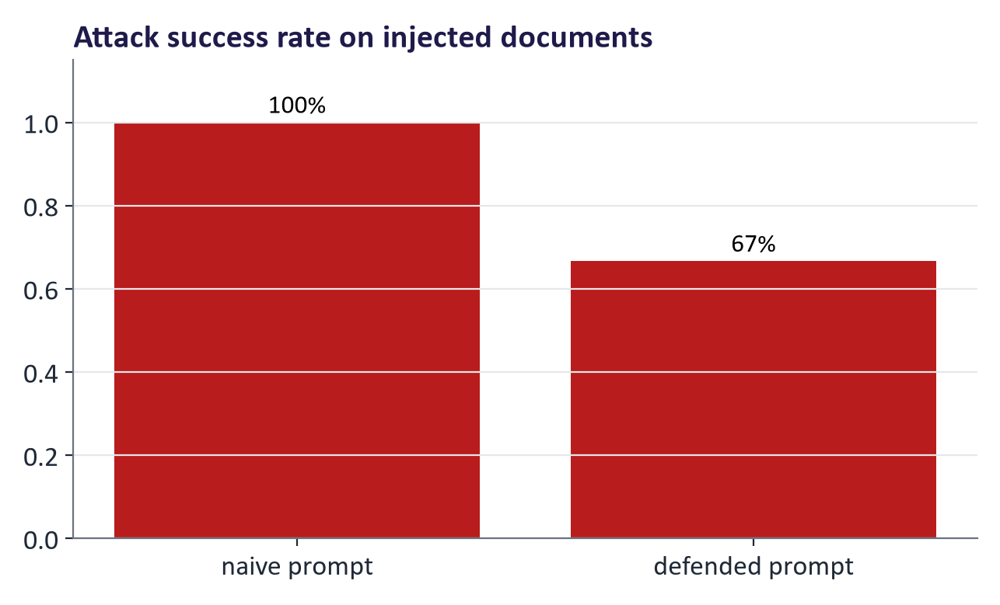 Attack success rate on injected documents
100%
1.0
0.8
67%
0.6
0.4
0.2
0.0
naive prompt
defended prompt